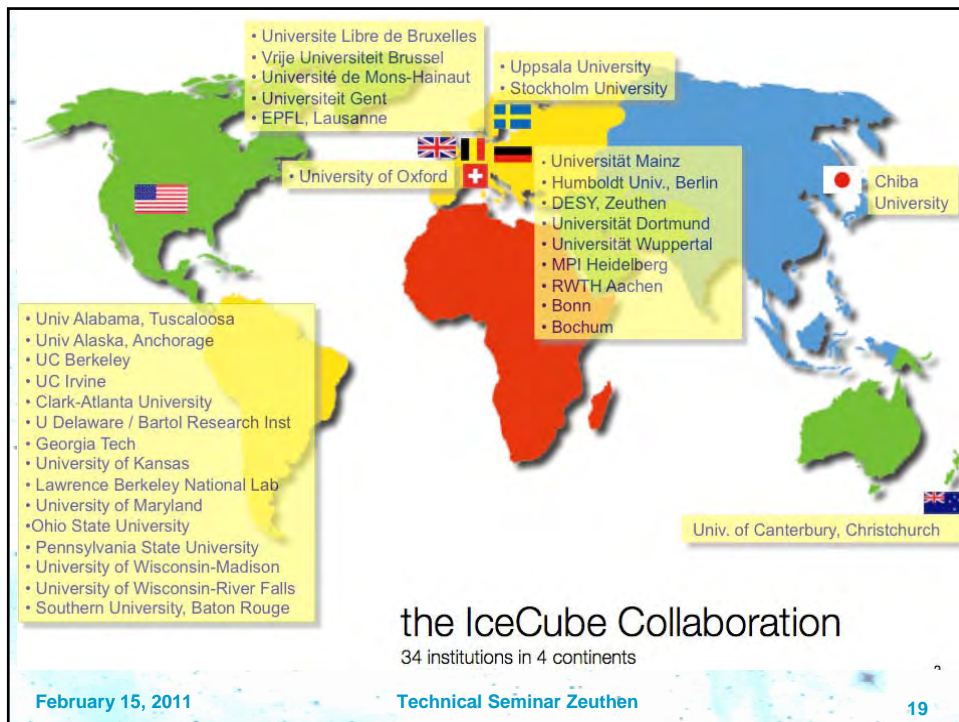 • Universite Libre de Bruxelles
• Vrije Universiteit Brussel
• Université de Mons-Hainaut
• Universiteit Gent
• EPFL, Lausanne
• Uppsala University
• Stockholm University
• University of Oxford
• Universität Mainz
• Humboldt Univ., Berlin
• DESY, Zeuthen
• Universität Dortmund
• Universität Wuppertal
• MPI Heidelberg
• RWTH Aachen
• Bonn
• Bochum
Chiba
University
• Univ Alabama, Tuscaloosa
• Univ Alaska, Anchorage
• UC Berkeley
• UC Irvine
• Clark-Atlanta University
• U Delaware / Bartol Research Inst
• Georgia Tech
• University of Kansas
• Lawrence Berkeley National Lab
• University of Maryland
•Ohio State University
• Pennsylvania State University
• University of Wisconsin-Madison
• University of Wisconsin-River Falls
• Southern University, Baton Rouge
Univ. of Canterbury, Christchurch
the IceCube Collaboration
34 institutions in 4 continents
February 15, 2011
Technical Seminar Zeuthen
19